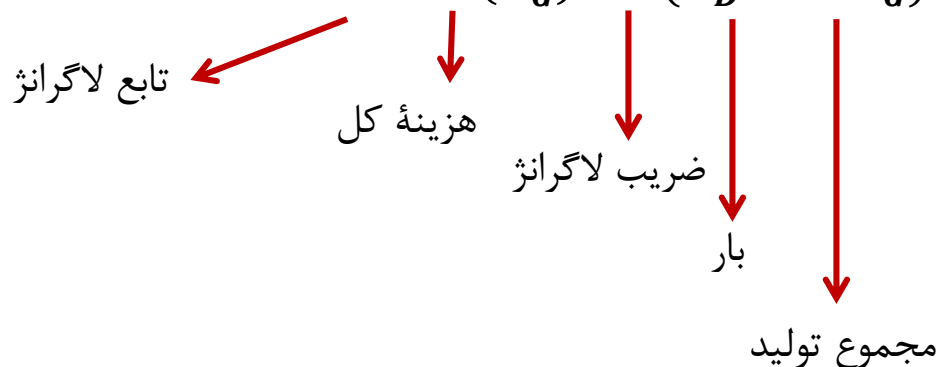 تابع لاگرانژ
هزینهٔ کل
ضریب لاگرانژ
بار
مجموع تولید